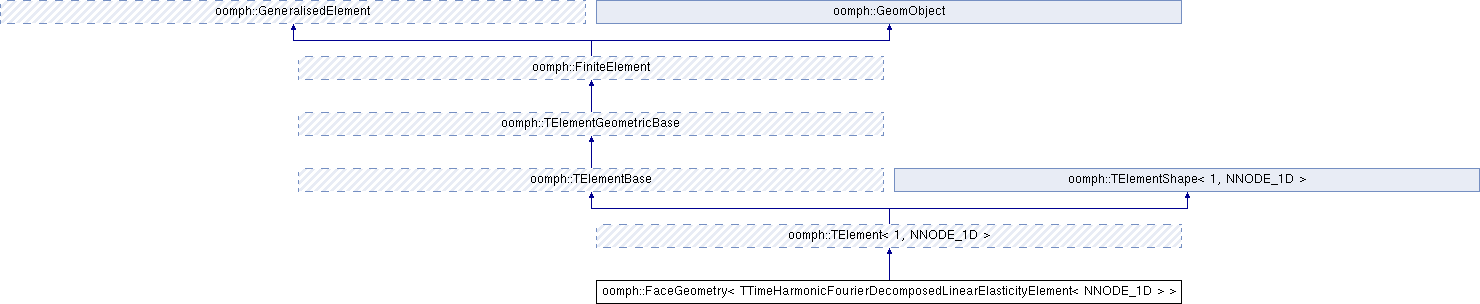 oomph::GeneralisedElement
oomph::GeomObject
oomph::FiniteElement
oomph::TElementGeometricBase
oomph::TElementBase
oomph::TElementShape< 1, NNODE_1D >
oomph::TElement< 1, NNODE_1D >
oomph::FaceGeometry< TTimeHarmonicFourierDecomposedLinearElasticityElement< NNODE_1D > >